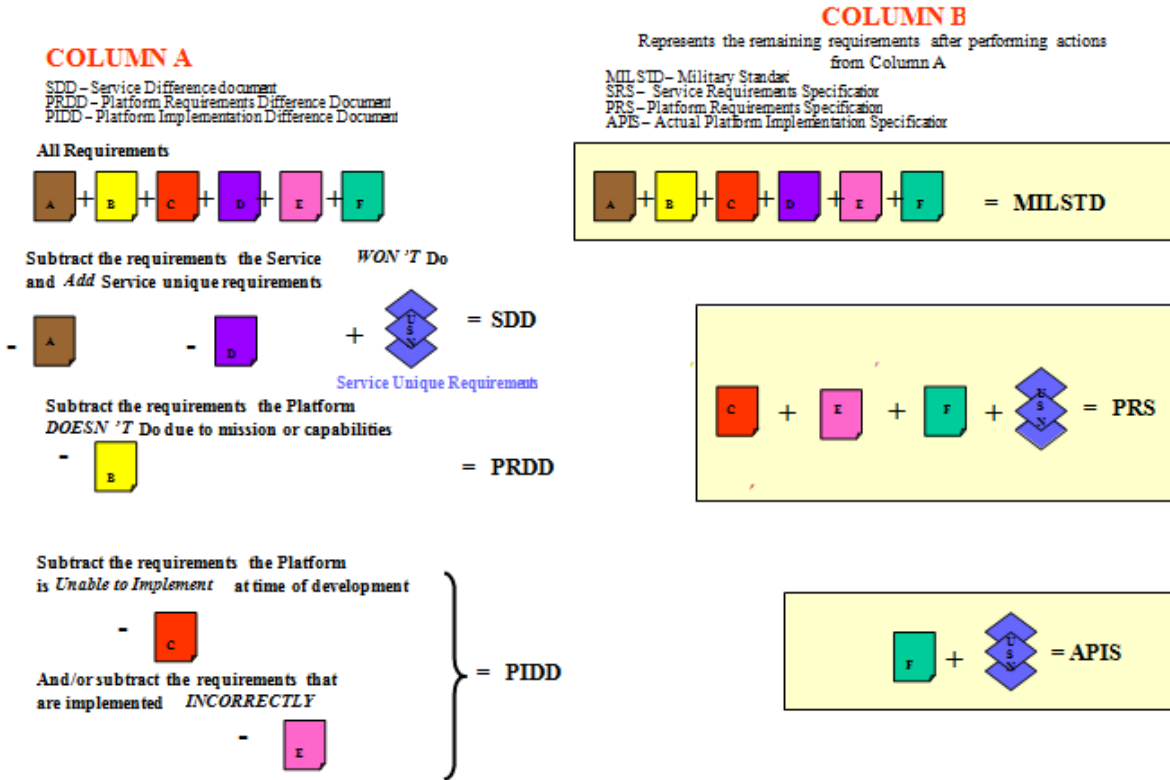 COLUMN A
SDD – Service Difference document
PRDD – Platform Requirements Difference Document
PIDD – Platform Implementation Difference Document
All Requirements
A + B + C + D + E + F
Subtract the requirements the Service WON'T Do
and Add Service unique requirements
- A - D + USN = SDD
Service Unique Requirements
Subtract the requirements the Platform
DOESN'T Do due to mission or capabilities
- B = PRDD
Subtract the requirements the Platform
is Unable to Implement at time of development
- C
And/or subtract the requirements that
are implemented INCORRECTLY
= PIDD
- E
COLUMN B
Represents the remaining requirements after performing actions
from Column A
MILSTD – Military Standard
SRS – Service Requirements Specification
PRS – Platform Requirements Specification
APIS – Actual Platform Implementation Specification
A + B + C + D + E + F = MILSTD
C + E + F + USN = PRS
F + USN = APIS